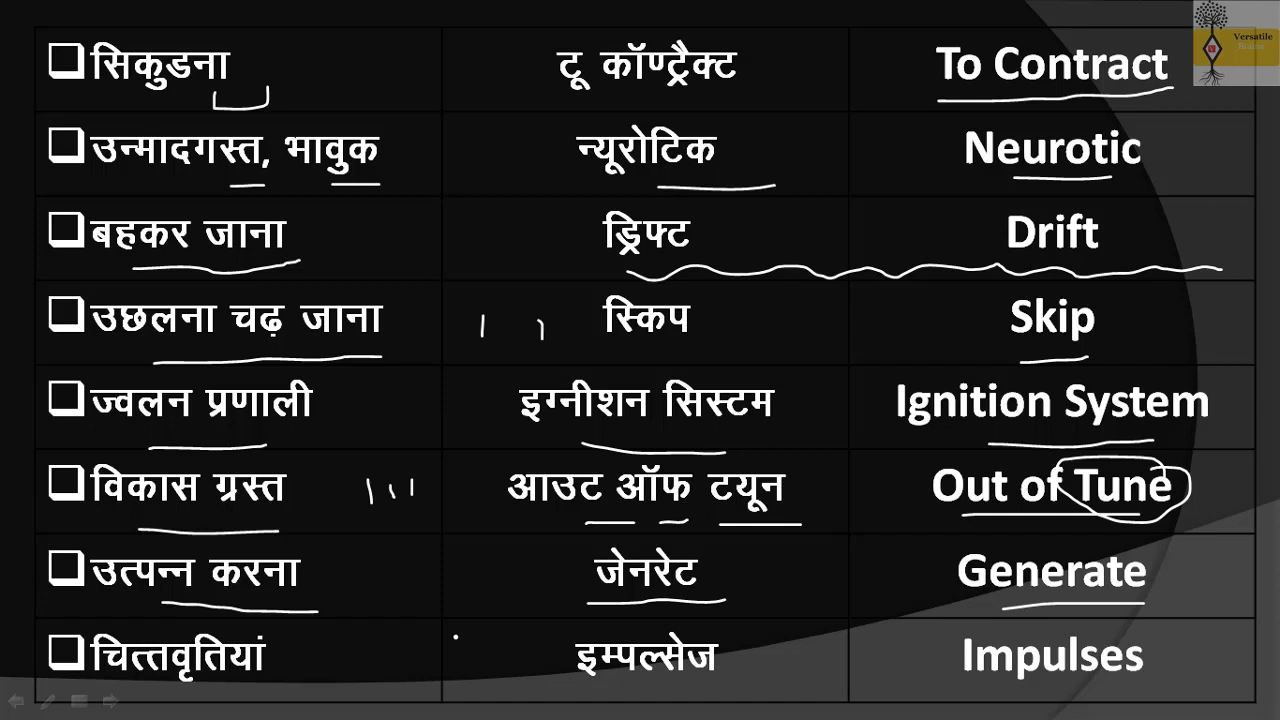 Versatile
Brains
❑सिकुडना टू कॉण्ट्रैक्ट To Contract
❑उन्मादगस्त, भावुक न्यूरोटिक Neurotic
❑बहकर जाना ड्रिफ्ट Drift
❑उछलना चढ़ जाना स्किप Skip
❑ज्वलन प्रणाली इग्नीशन सिस्टम Ignition System
❑विकास ग्रस्त आउट ऑफ टयून Out of Tune
❑उत्पन्न करना जेनरेट Generate
❑चित्तवृतियां इम्पल्सेज Impulses